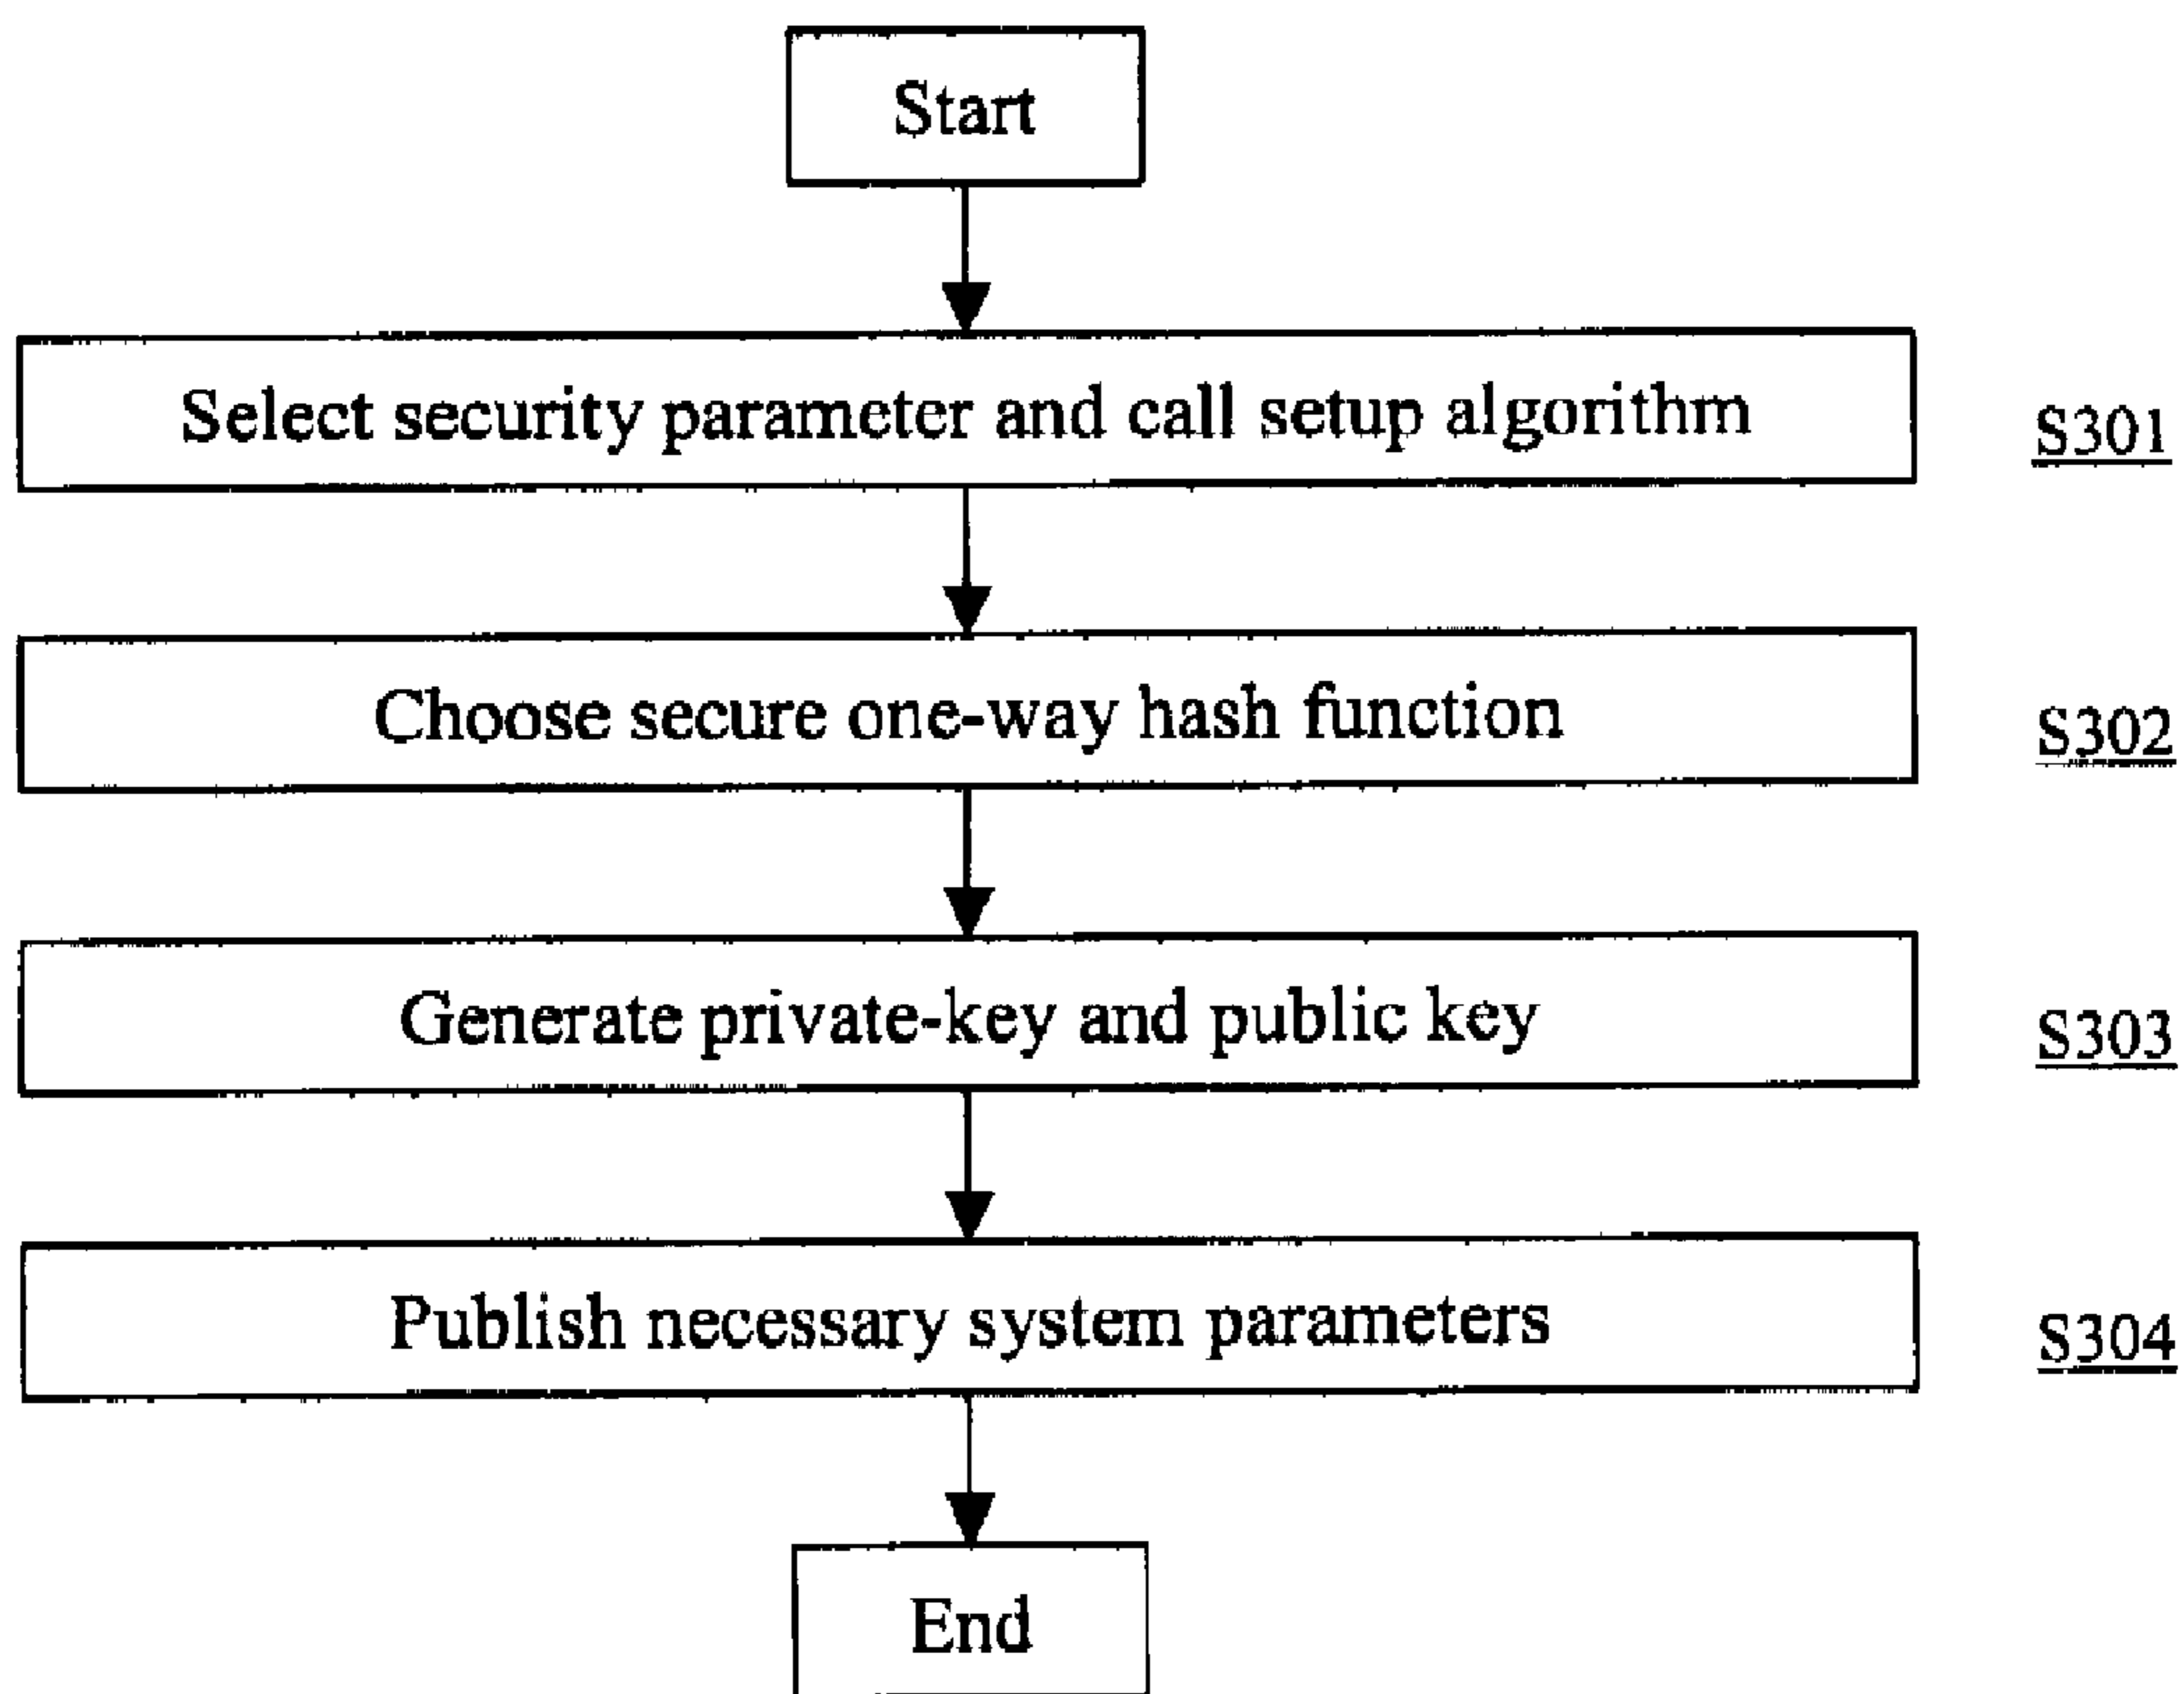 Start
Select security parameter and call setup algorithm
S301
Choose secure one-way hash function
S302
Generate private-key and public key
S303
Publish necessary system parameters
S304
End